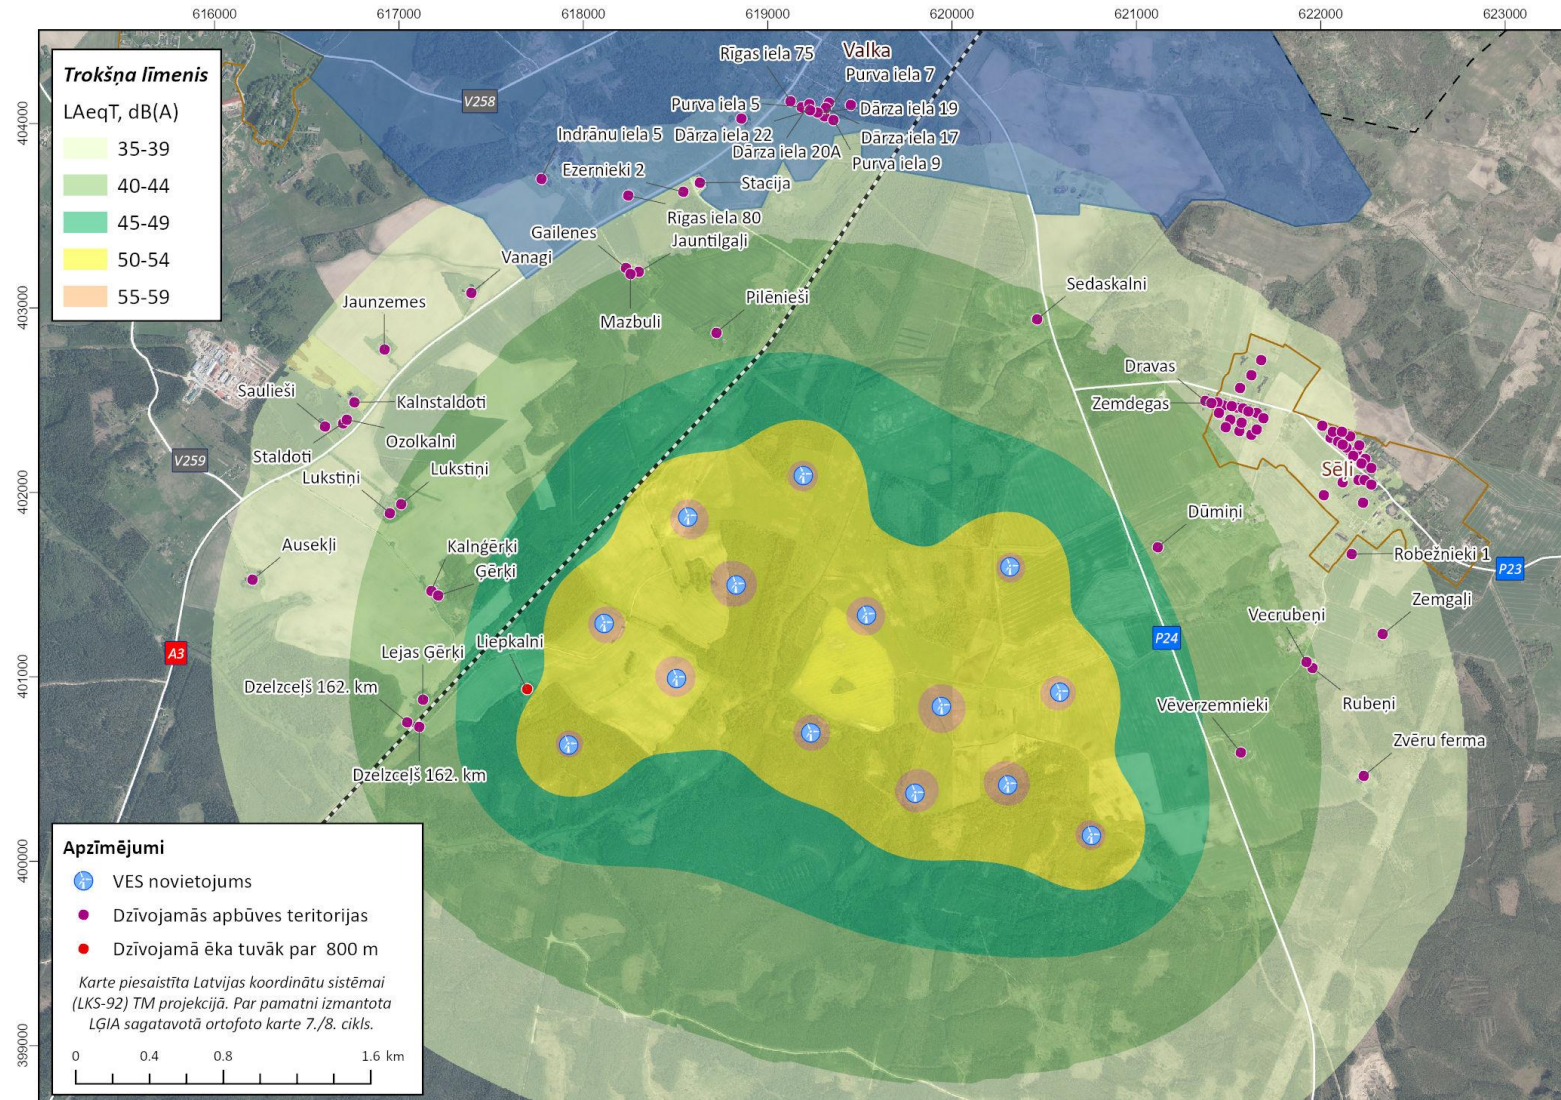 616000 617000 618000 619000 620000 621000 622000 623000
404000
403000
402000
401000
400000
399000
Trokšņa līmenis
LAeqT, dB(A)
35-39
40-44
45-49
50-54
55-59
V258
Rīgas iela 75
Valka
Purva iela 7
Purva iela 5
Dārza iela 19
Indrānu iela 5
Dārza iela 22
Dārza iela 17
Dārza iela 20A
Purva iela 9
Ezernieki 2
Stacija
Rīgas iela 80
Gailenes
Jauntilgaļi
Vanagi
Mazbuli
Pilēnieši
Jaunzemes
Sedaskalni
Saulieši
Kalnstaldoti
Ozolkalni
Staldoti
Lukstiņi
Lukstiņi
V259
Dravas
Zemdegas
Sēļi
Dūmiņi
Robežnieki 1
P23
Ausekļi
Kalnģērķi
Ģērķi
Zemgaļi
Vecrubeņi
P24
A3
Lejas Ģērķi
Liepkalni
Dzelzceļš 162. km
Dzelzceļš 162. km
Vēverzemnieki
Rubeņi
Zvēru ferma
Apzīmējumi
VES novietojums
Dzīvojamās apbūves teritorijas
Dzīvojamā ēka tuvāk par 800 m
Karte piesaistīta Latvijas koordinātu sistēmai
(LKS-92) TM projekcijā. Par pamatni izmantota
LĢIA sagatavotā ortofoto karte 7./8. cikls.
0 0.4 0.8 1.6 km